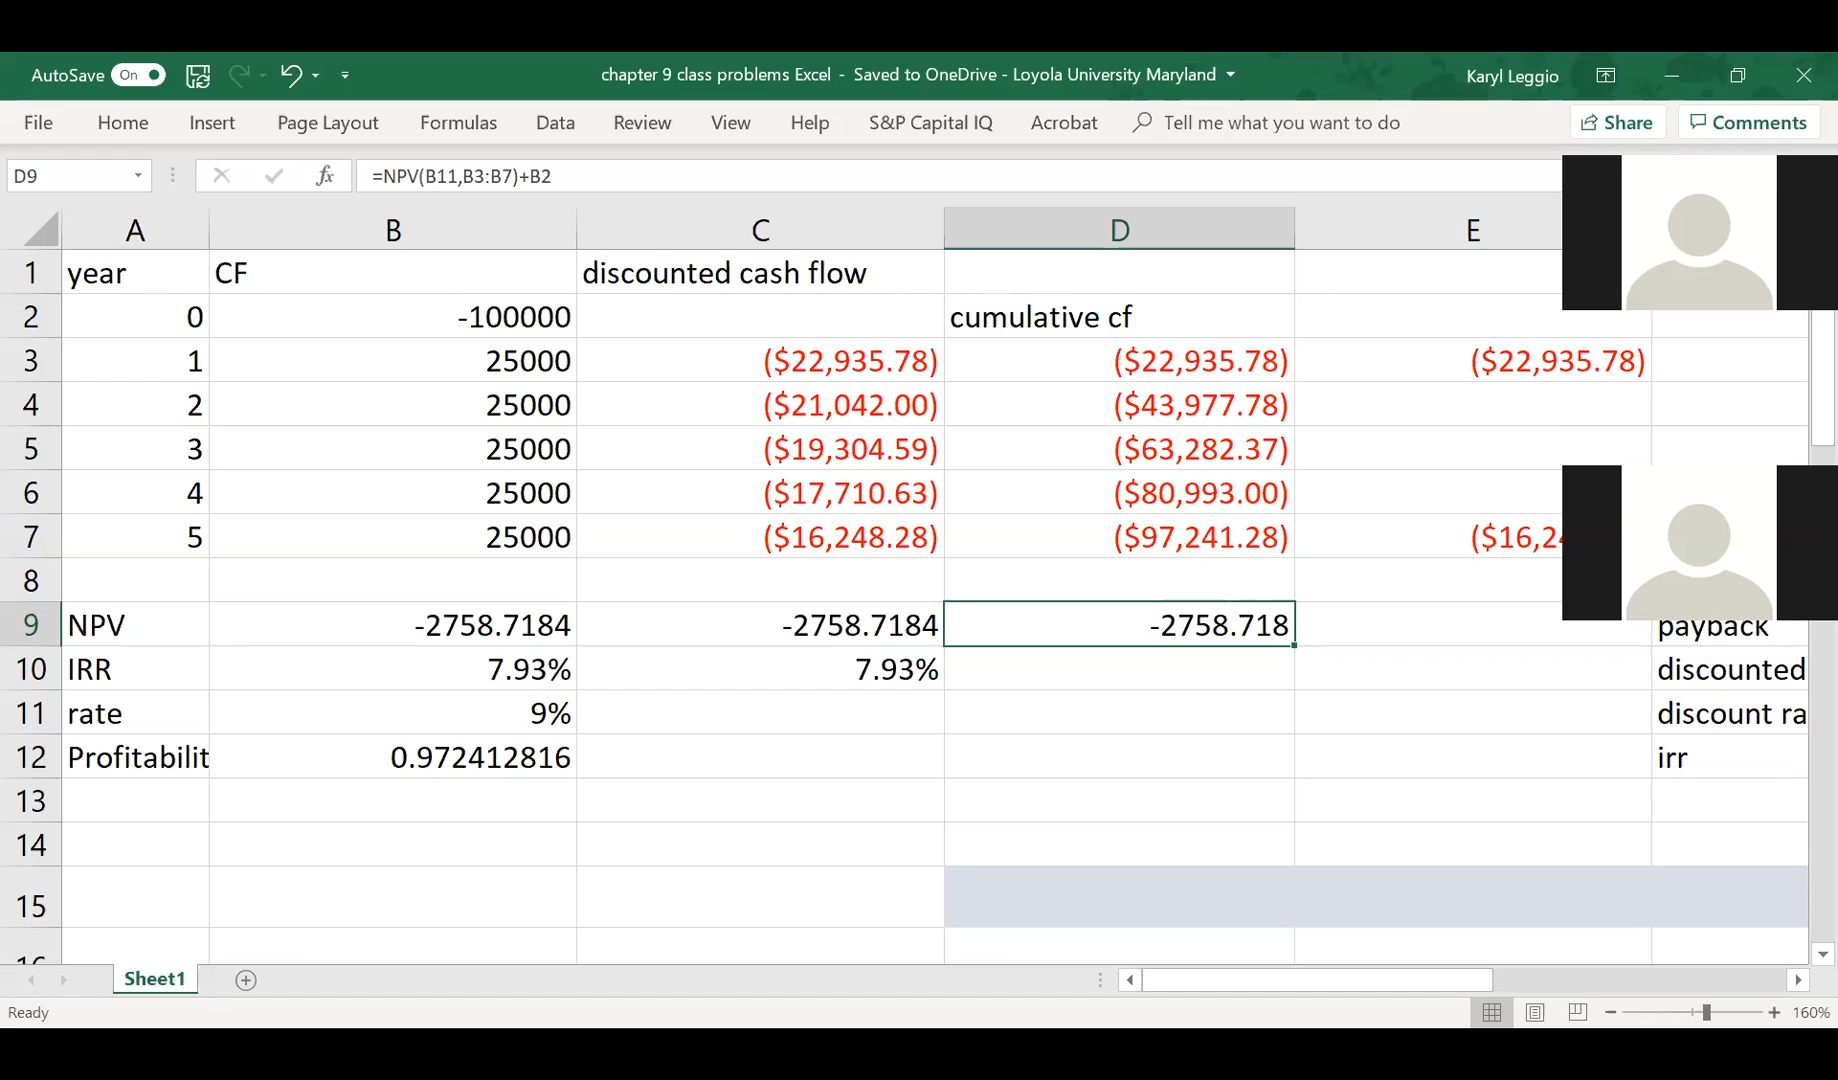 AutoSave On chapter 9 class problems Excel - Saved to OneDrive - Loyola University Maryland Karyl Leggio
File Home Insert Page Layout Formulas Data Review View Help S&P Capital IQ Acrobat Tell me what you want to do Share Comments
D9 fx =NPV(B11,B3:B7)+B2
A B C D E
1 year CF discounted cash flow
2 0 -100000 cumulative cf
3 1 25000 ($22,935.78) ($22,935.78) ($22,935.78)
4 2 25000 ($21,042.00) ($43,977.78)
5 3 25000 ($19,304.59) ($63,282.37)
6 4 25000 ($17,710.63) ($80,993.00)
7 5 25000 ($16,248.28) ($97,241.28) ($16,24
8
9 NPV -2758.7184 -2758.7184 -2758.718 payback
10 IRR 7.93% 7.93% discounted
11 rate 9% discount ra
12 Profitabilit 0.972412816 irr
13
14
15
16
Sheet1
Ready 160%